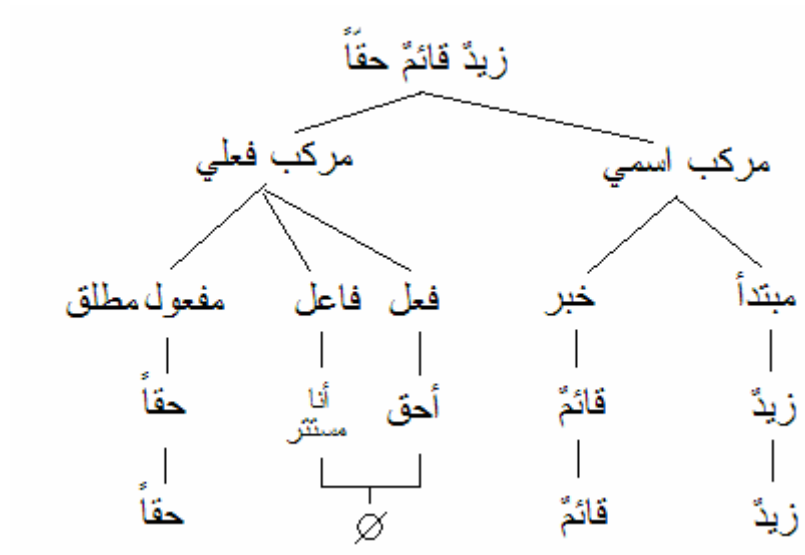 زيدٌ قائمٌ حقّاً
مركب اسمي مركب فعلي
مبتدأ خبر فعل فاعل مفعول مطلق
زيدٌ قائمٌ أحق أنا مستتر حقاً
زيدٌ قائمٌ ∅ حقاً